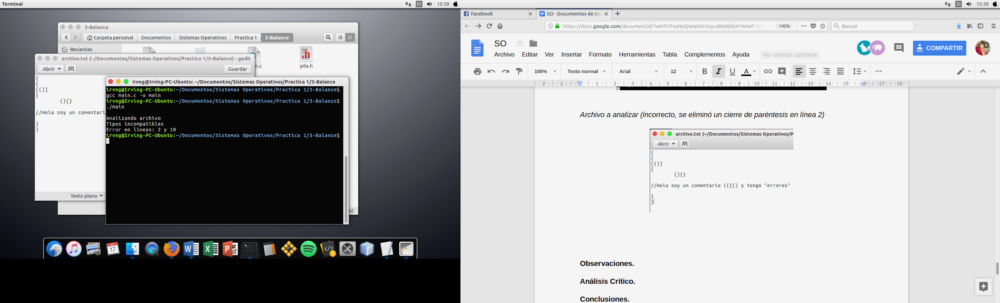 Terminal
Es
15:39
3-Balance
Carpeta personal
Documentos
Sistemas Operativos
Practica 1
3-Balance
Recientes
n.c
pila.h
archivo.txt (~/Documentos/Sistemas Operativos/Practica 1/3-Balance) - gedit
Abrir
Guardar
{
(
[()]
{
(){}
//Hola soy un comentari
}
}
Texto plano
s)
irvng@Irving-PC-Ubuntu: ~/Documentos/Sistemas Operativos/Practica 1/3-Balance
irvng@Irving-PC-Ubuntu:~/Documentos/Sistemas Operativos/Practica 1/3-Balance$
gcc main.c -o main
irvng@Irving-PC-Ubuntu:~/Documentos/Sistemas Operativos/Practica 1/3-Balance$
./main
Analizando archivo
Tipos incompatibles
Error en lineas: 2 y 10
irvng@Irving-PC-Ubuntu:~/Documentos/Sistemas Operativos/Practica 1/3-Balance$
JUL
17
W
X
P
>_
</>
S
Es
15:39
Facebook
SO - Documentos de Goo
https://docs.google.com/document/d/1wNTHTxzNUQWqN5n2cpJ0IW0DbXYWAef-16
140%
Buscar
SO
Archivo Editar Ver Insertar Formato Herramientas Tabla Complementos Ayuda
Ver últimos cambios
COMPARTIR
100%
Texto normal
Arial
12
B I U A
2 1 1 2 3 4 5 6 7 8 9 10 11 12 13 14 15 16 17 18
Archivo a analizar (incorrecto, se eliminó un cierre de paréntesis en línea 2)
archivo.txt (~/Documentos/Sistemas Operativos/P
Abrir
{
(
[()]
{
(){}
//Hola soy un comentario (({() y tengo "errores"
}
}
Observaciones.
Análisis Crítico.
Conclusiones.